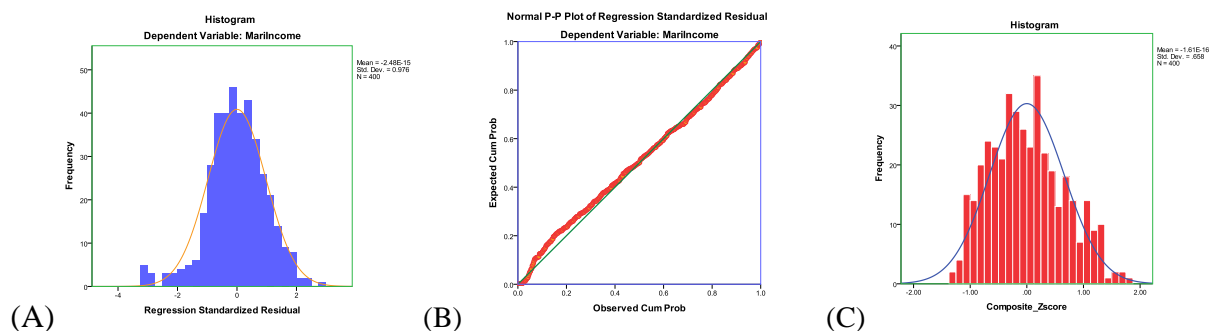 Histogram
Dependent Variable: MariIncome
Mean = -2.48E-15
Std. Dev. = 0.976
N = 400
Frequency
50
40
30
20
10
0
-4
-2
0
2
Regression Standardized Residual
(A)
Normal P-P Plot of Regression Standardized Residual
Dependent Variable: MariIncome
Expected Cum Prob
1.0
0.8
0.6
0.4
0.2
0.0
0.0
0.2
0.4
0.6
0.8
1.0
Observed Cum Prob
(B)
Histogram
Mean = -1.61E-16
Std. Dev. = .658
N = 400
Frequency
40
30
20
10
0
-2.00
-1.00
.00
1.00
2.00
Composite_Zscore
(C)